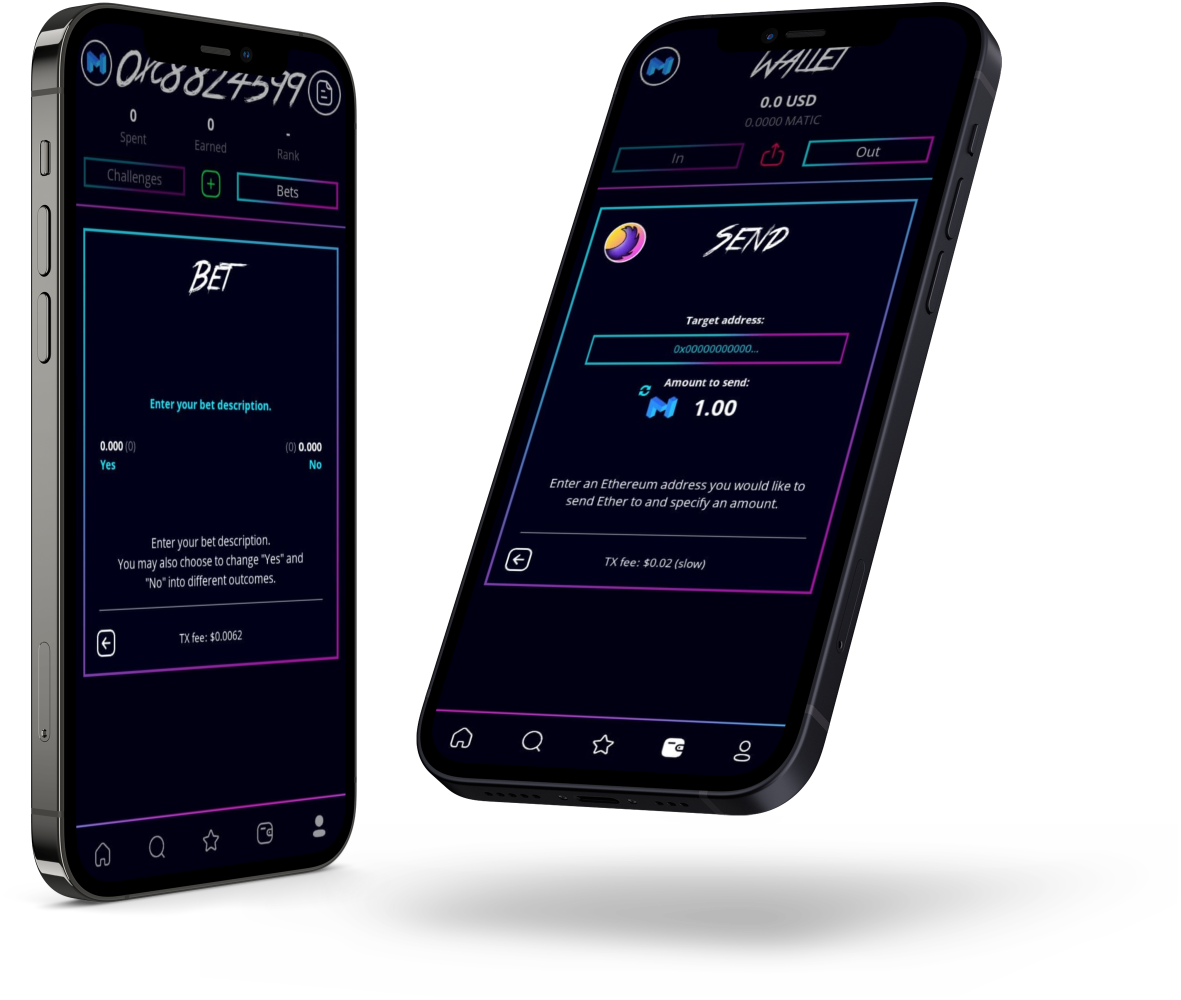 0xc8824599
0
Spent
0
Earned
-
Rank
Challenges
Bets
BET
Enter your bet description.
0.000 (0)
(0) 0.000
Yes
No
Enter your bet description.
You may also choose to change "Yes" and
"No" into different outcomes.
TX fee: $0.0062
WALLET
0.0 USD
0.0000 MATIC
In
Out
SEND
Target address:
0x00000000000...
Amount to send:
1.00
Enter an Ethereum address you would like to
send Ether to and specify an amount.
TX fee: $0.02 (slow)